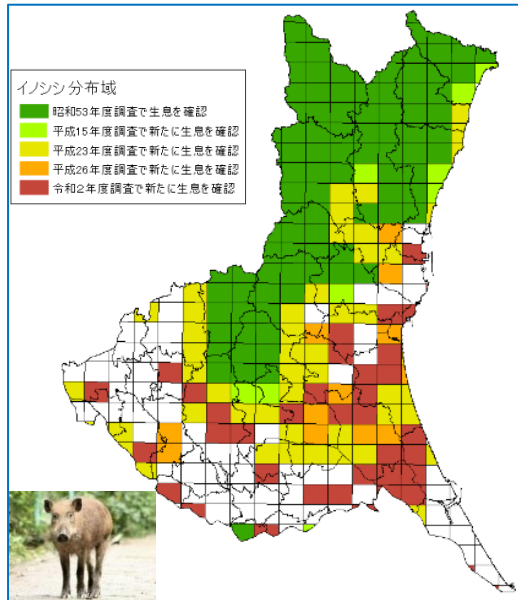 イノシシ分布域
昭和53年度調査で生息を確認
平成15年度調査で新たに生息を確認
平成23年度調査で新たに生息を確認
平成26年度調査で新たに生息を確認
令和2年度調査で新たに生息を確認